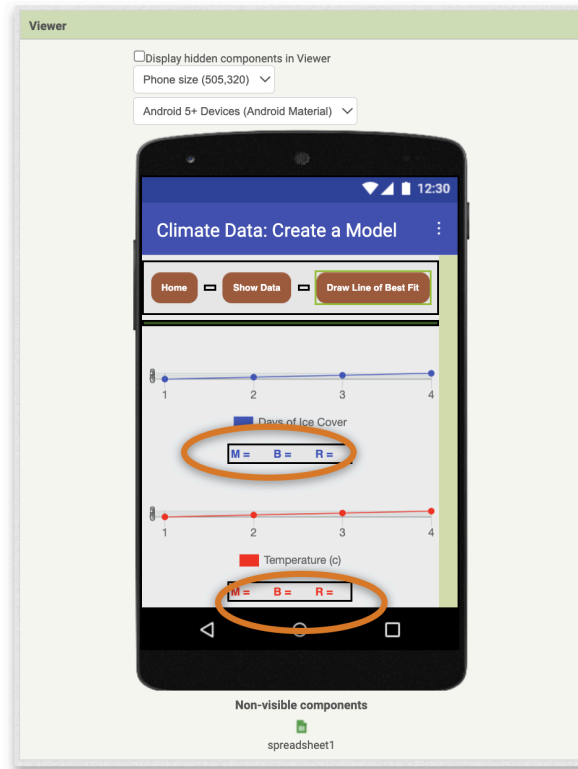 Viewer
Display hidden components in Viewer
Phone size (505,320)
Android 5+ Devices (Android Material)
12:30
Climate Data: Create a Model
Home Show Data Draw Line of Best Fit
1 2 3 4
Days of Ice Cover
M = B = R =
1 2 3 4
Temperature (c)
M = B = R =
Non-visible components
spreadsheet1